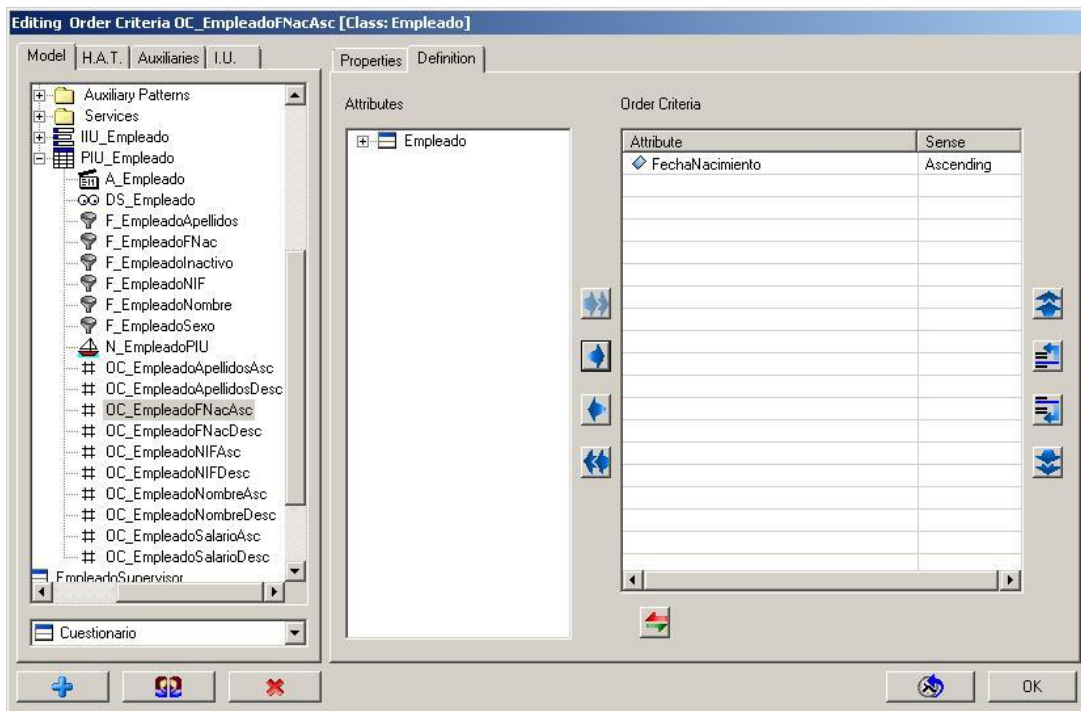 Editing Order Criteria OC_EmpleadoFNacAsc [Class: Empleado]
Model H.A.T. Auxiliaries I.U.
Auxiliary Patterns
Services
IIU_Empleado
PIU_Empleado
A_Empleado
DS_Empleado
F_EmpleadoApellidos
F_EmpleadoFNac
F_EmpleadoInactivo
F_EmpleadoNIF
F_EmpleadoNombre
F_EmpleadoSexo
N_EmpleadoPIU
OC_EmpleadoApellidosAsc
OC_EmpleadoApellidosDesc
OC_EmpleadoFNacAsc
OC_EmpleadoFNacDesc
OC_EmpleadoNIFAsc
OC_EmpleadoNIFDesc
OC_EmpleadoNombreAsc
OC_EmpleadoNombreDesc
OC_EmpleadoSalarioAsc
OC_EmpleadoSalarioDesc
EmpleadoSupervisor
Cuestionario
Properties Definition
Attributes
Empleado
Order Criteria
Attribute Sense
FechaNacimiento Ascending
OK